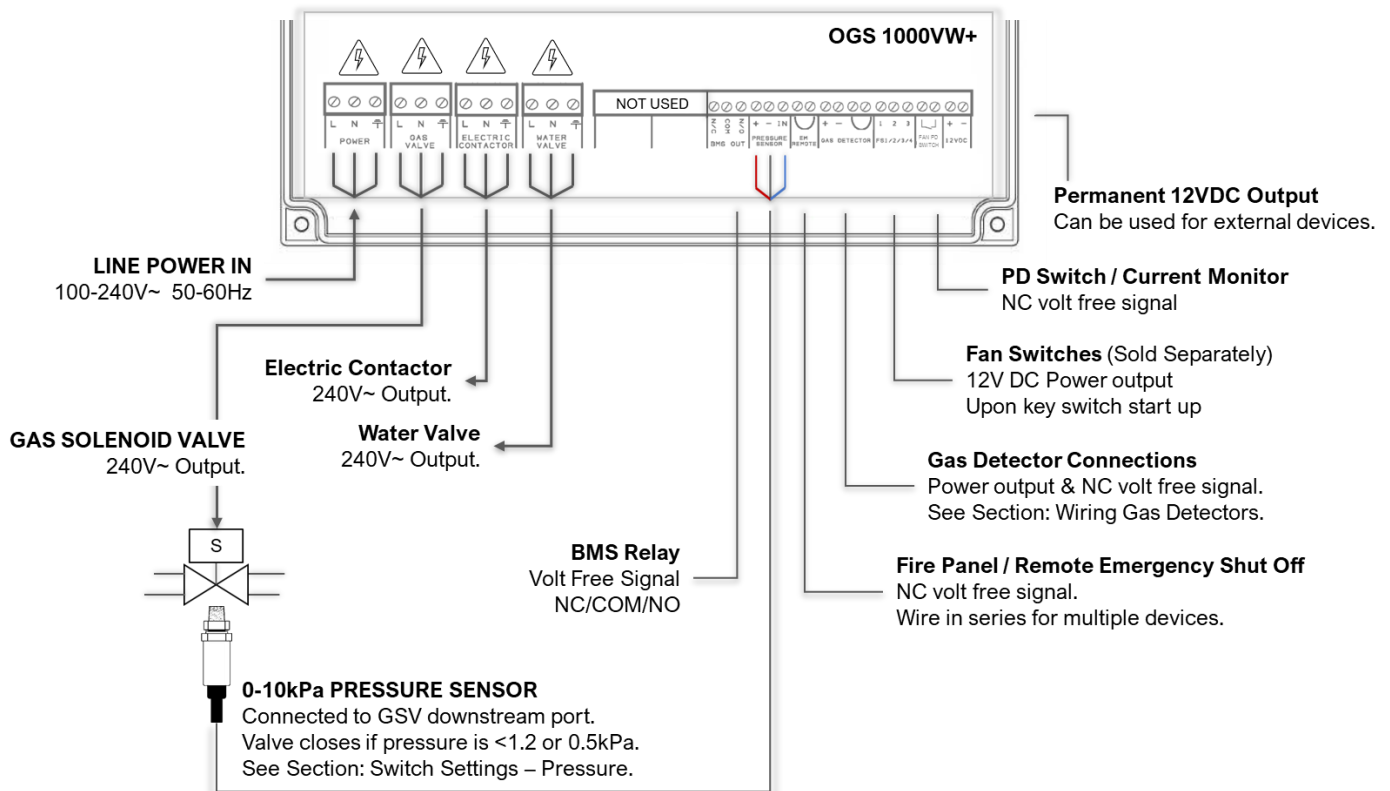 OGS 1000VW+
NOT USED
L N
POWER
L N
GAS
VALVE
L N
ELECTRIC
CONTACTOR
L N
WATER
VALVE
N/C COM N/O
BMS OUT
+ - IN
PRESSURE
SENSOR
EM
REMOTE
+ -
GAS DETECTOR
1 2 3
FS1/2/3/4
FAN PD
SWITCH
+ -
12VDC
Permanent 12VDC Output
Can be used for external devices.
LINE POWER IN
100-240V~ 50-60Hz
PD Switch / Current Monitor
NC volt free signal
Electric Contactor
240V~ Output.
Fan Switches (Sold Separately)
12V DC Power output
Upon key switch start up
GAS SOLENOID VALVE
240V~ Output.
Water Valve
240V~ Output.
Gas Detector Connections
Power output & NC volt free signal.
See Section: Wiring Gas Detectors.
S
BMS Relay
Volt Free Signal
NC/COM/NO
Fire Panel / Remote Emergency Shut Off
NC volt free signal.
Wire in series for multiple devices.
0-10kPa PRESSURE SENSOR
Connected to GSV downstream port.
Valve closes if pressure is <1.2 or 0.5kPa.
See Section: Switch Settings – Pressure.